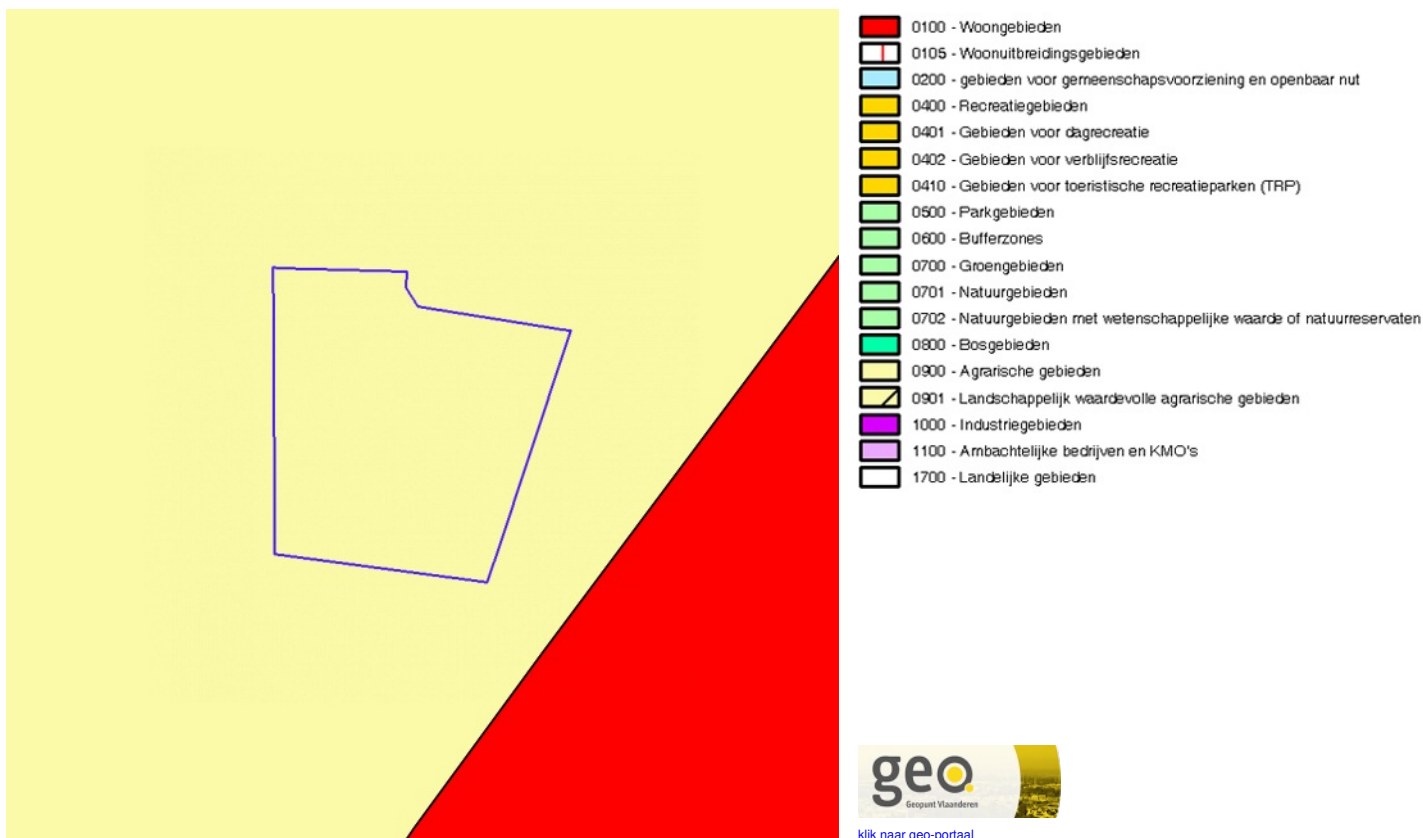 0100 - Woongebieden
0105 - Woonuitbreidingsgebieden
0200 - gebieden voor gemeenschapsvoorziening en openbaar nut
0400 - Recreatiegebieden
0401 - Gebieden voor dagrecreatie
0402 - Gebieden voor verblijfsrecreatie
0410 - Gebieden voor toeristische recreatieparken (TRP)
0500 - Parkgebieden
0600 - Bufferzones
0700 - Groengebieden
0701 - Natuurgebieden
0702 - Natuurgebieden met wetenschappelijke waarde of natuurreservaten
0800 - Bosgebieden
0900 - Agrarische gebieden
0901 - Landschappelijk waardevolle agrarische gebieden
1000 - Industriegebieden
1100 - Ambachtelijke bedrijven en KMO's
1700 - Landelijke gebieden
geo
Geopunt Vlaanderen
klik naar geo-portaal